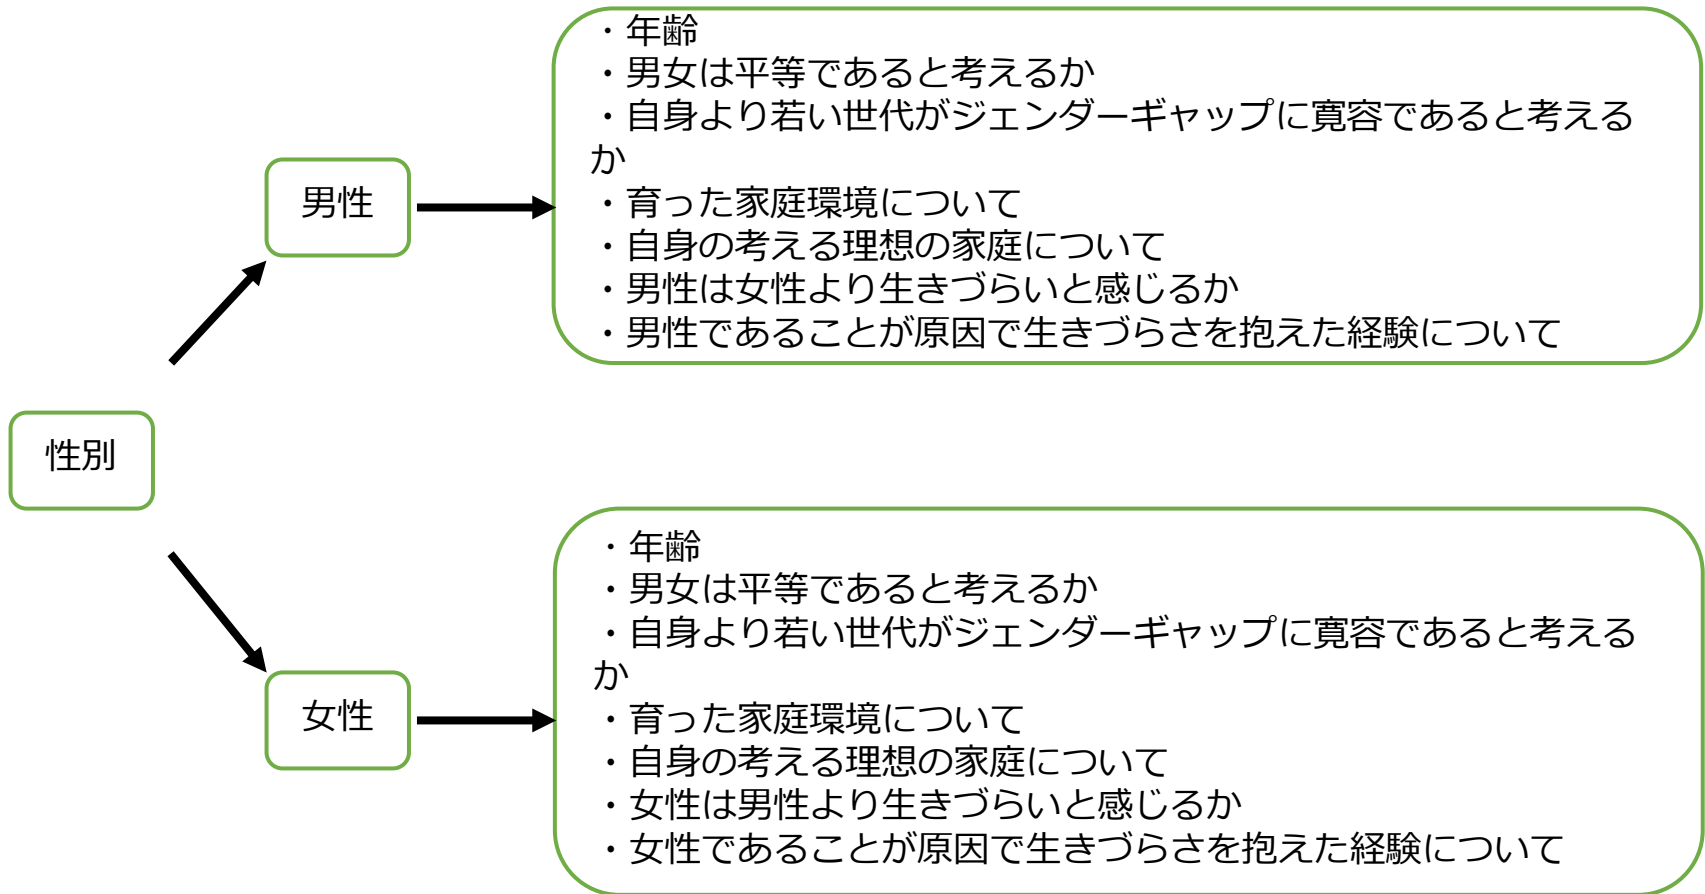 ・年齢
・男女は平等であると考えるか
・自身より若い世代がジェンダーギャップに寛容であると考える
か
・育った家庭環境について
・自身の考える理想の家庭について
・男性は女性より生きづらいと感じるか
・男性であることが原因で生きづらさを抱えた経験について
男性
性別
女性
・年齢
・男女は平等であると考えるか
・自身より若い世代がジェンダーギャップに寛容であると考える
か
・育った家庭環境について
・自身の考える理想の家庭について
・女性は男性より生きづらいと感じるか
・女性であることが原因で生きづらさを抱えた経験について